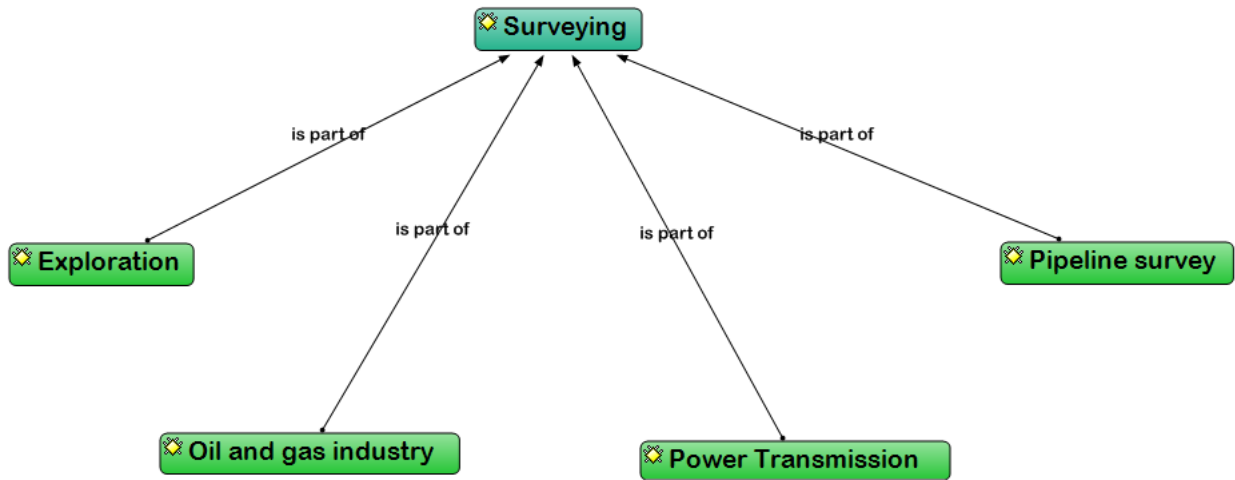 Surveying
is part of
is part of
is part of
is part of
Exploration
Pipeline survey
Oil and gas industry
Power Transmission